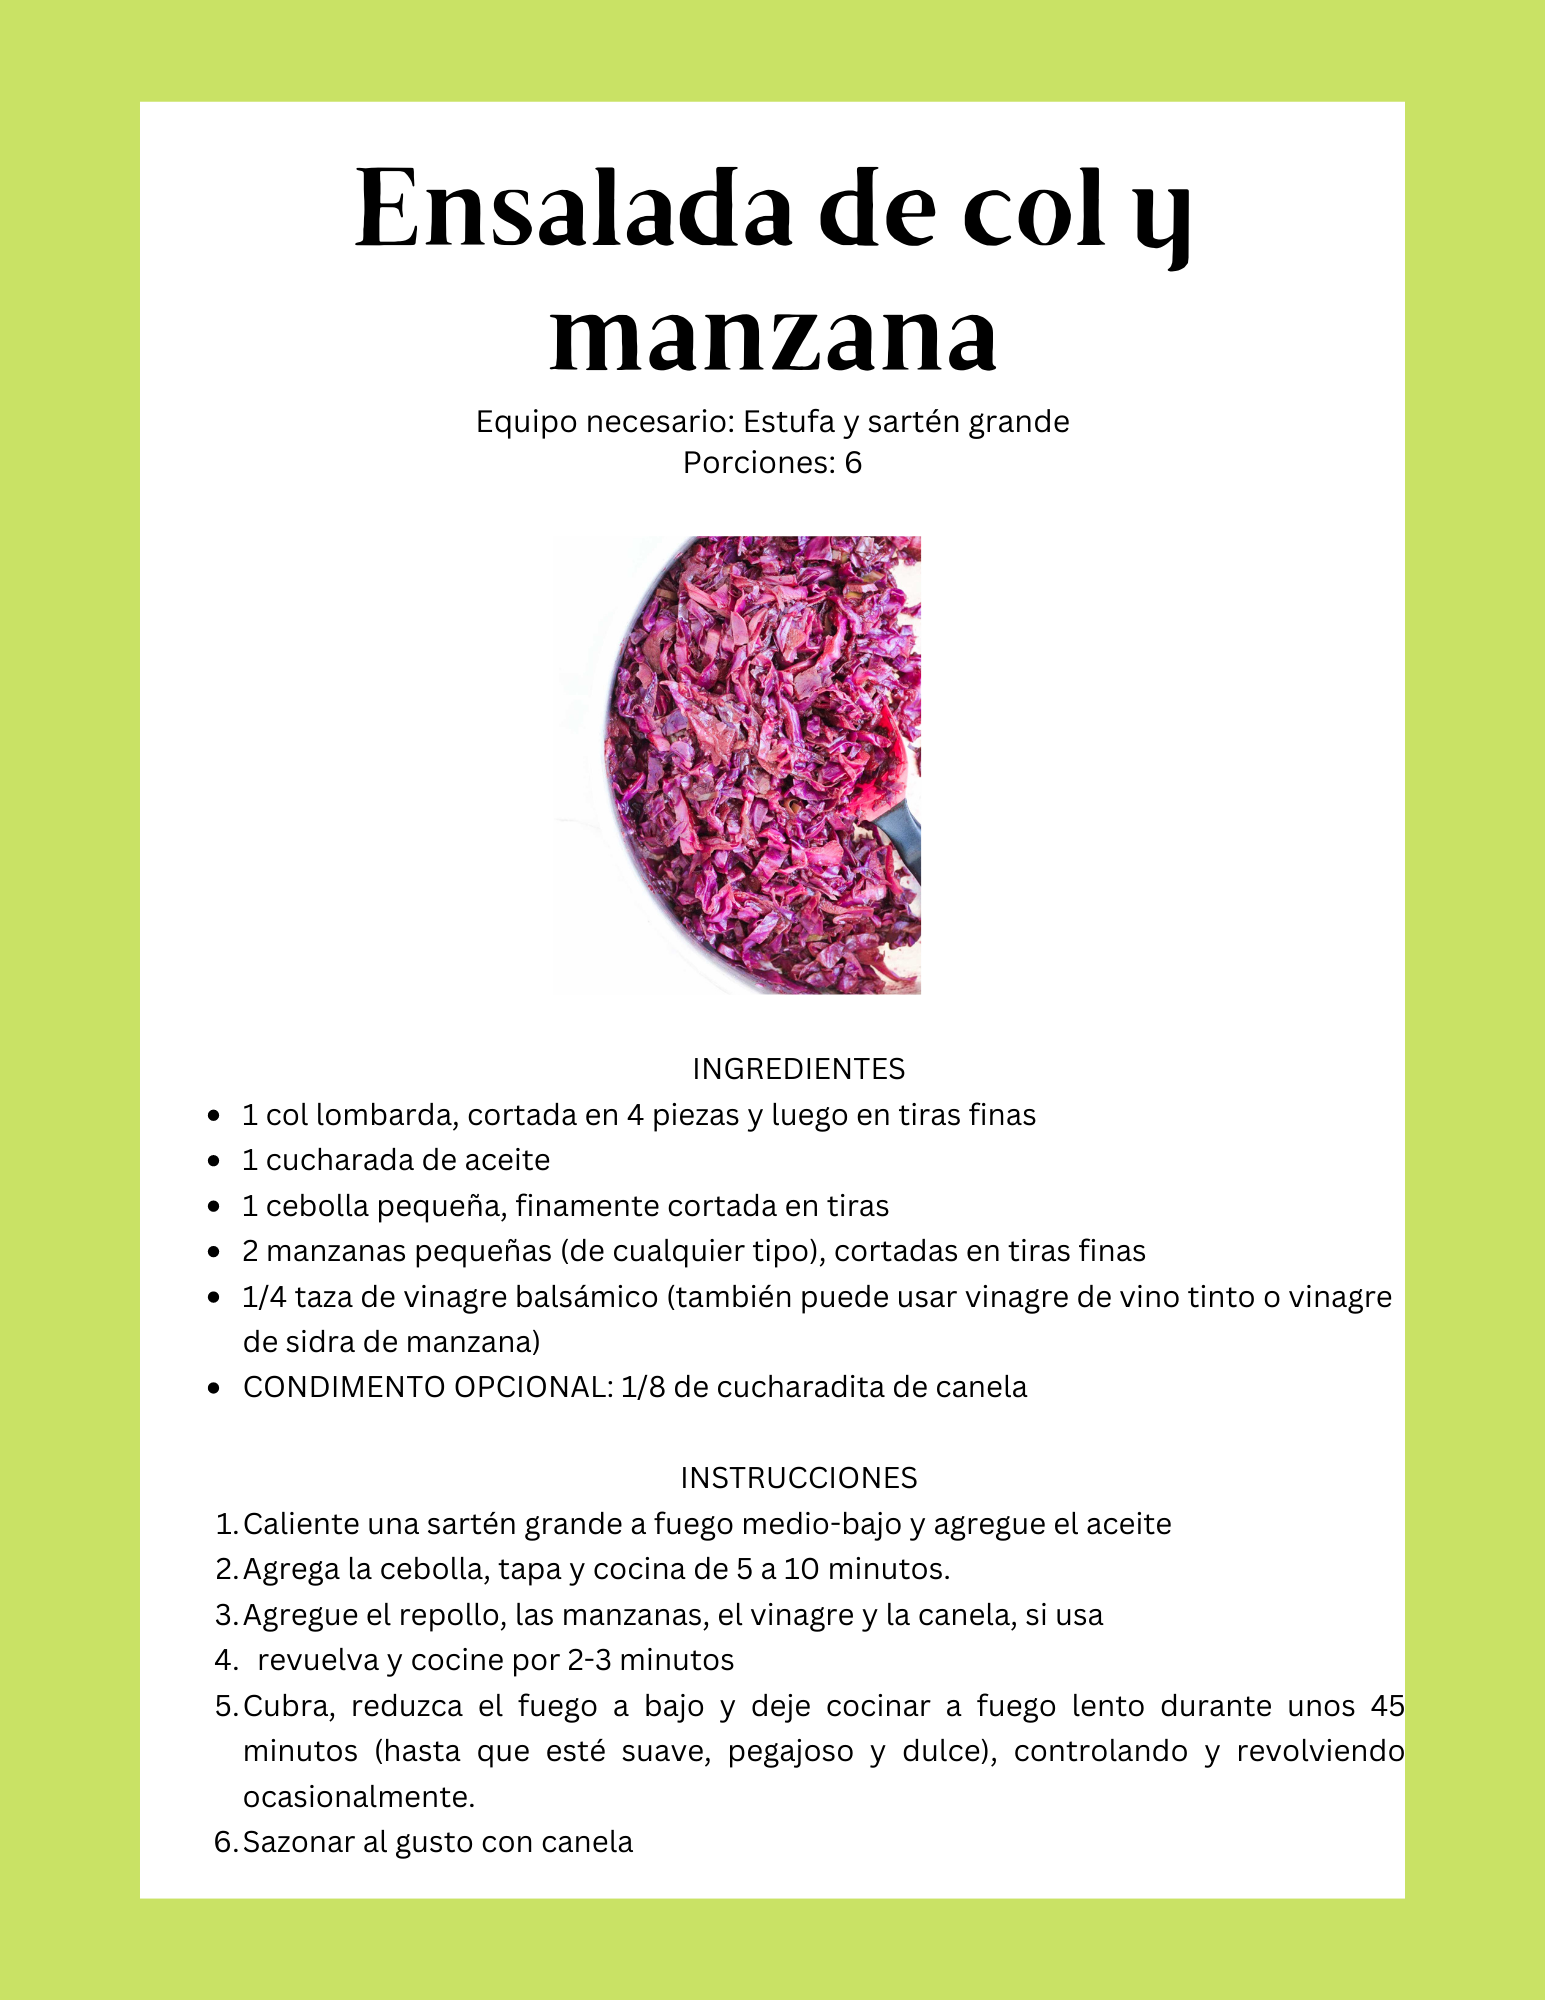 Ensalada de col y
manzana
Equipo necesario: Estufa y sartén grande
Porciones: 6
INGREDIENTES
• 1 col lombarda, cortada en 4 piezas y luego en tiras finas
• 1 cucharada de aceite
• 1 cebolla pequeña, finamente cortada en tiras
• 2 manzanas pequeñas (de cualquier tipo), cortadas en tiras finas
• 1/4 taza de vinagre balsámico (también puede usar vinagre de vino tinto o vinagre
de sidra de manzana)
• CONDIMENTO OPCIONAL: 1/8 de cucharadita de canela
INSTRUCCIONES
1. Caliente una sartén grande a fuego medio-bajo y agregue el aceite
2. Agrega la cebolla, tapa y cocina de 5 a 10 minutos.
3. Agregue el repollo, las manzanas, el vinagre y la canela, si usa
4. revuelva y cocine por 2-3 minutos
5. Cubra, reduzca el fuego a bajo y deje cocinar a fuego lento durante unos 45
minutos (hasta que esté suave, pegajoso y dulce), controlando y revolviendo
ocasionalmente.
6. Sazonar al gusto con canela